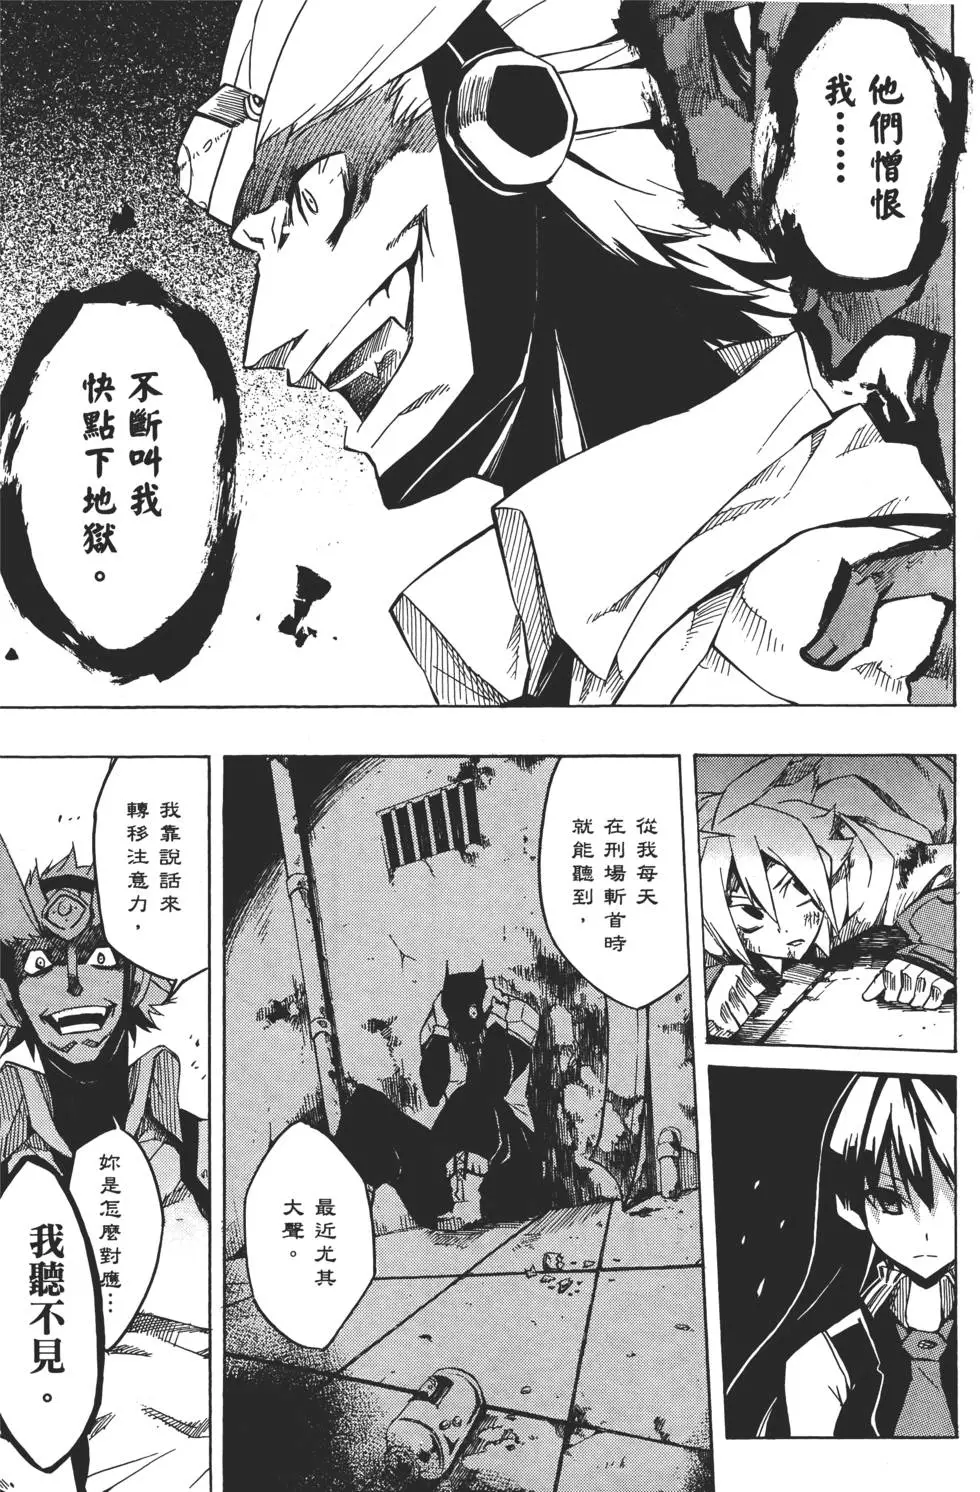 他們憎恨
我……
不斷叫我
快點下地獄。
從我每天
在刑場斬首時
就能聽到，
最近尤其
大聲。
我靠說話來
轉移注意力，
妳是怎麼對應…
我聽不見。